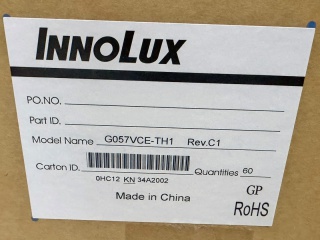 INNOLUX
PO.NO.
Part ID.
Model Name G057VCE-TH1 Rev.C1
Carton ID. Quantities 60
0HC12 KN 34A2002
GP
Made in China
RoHS